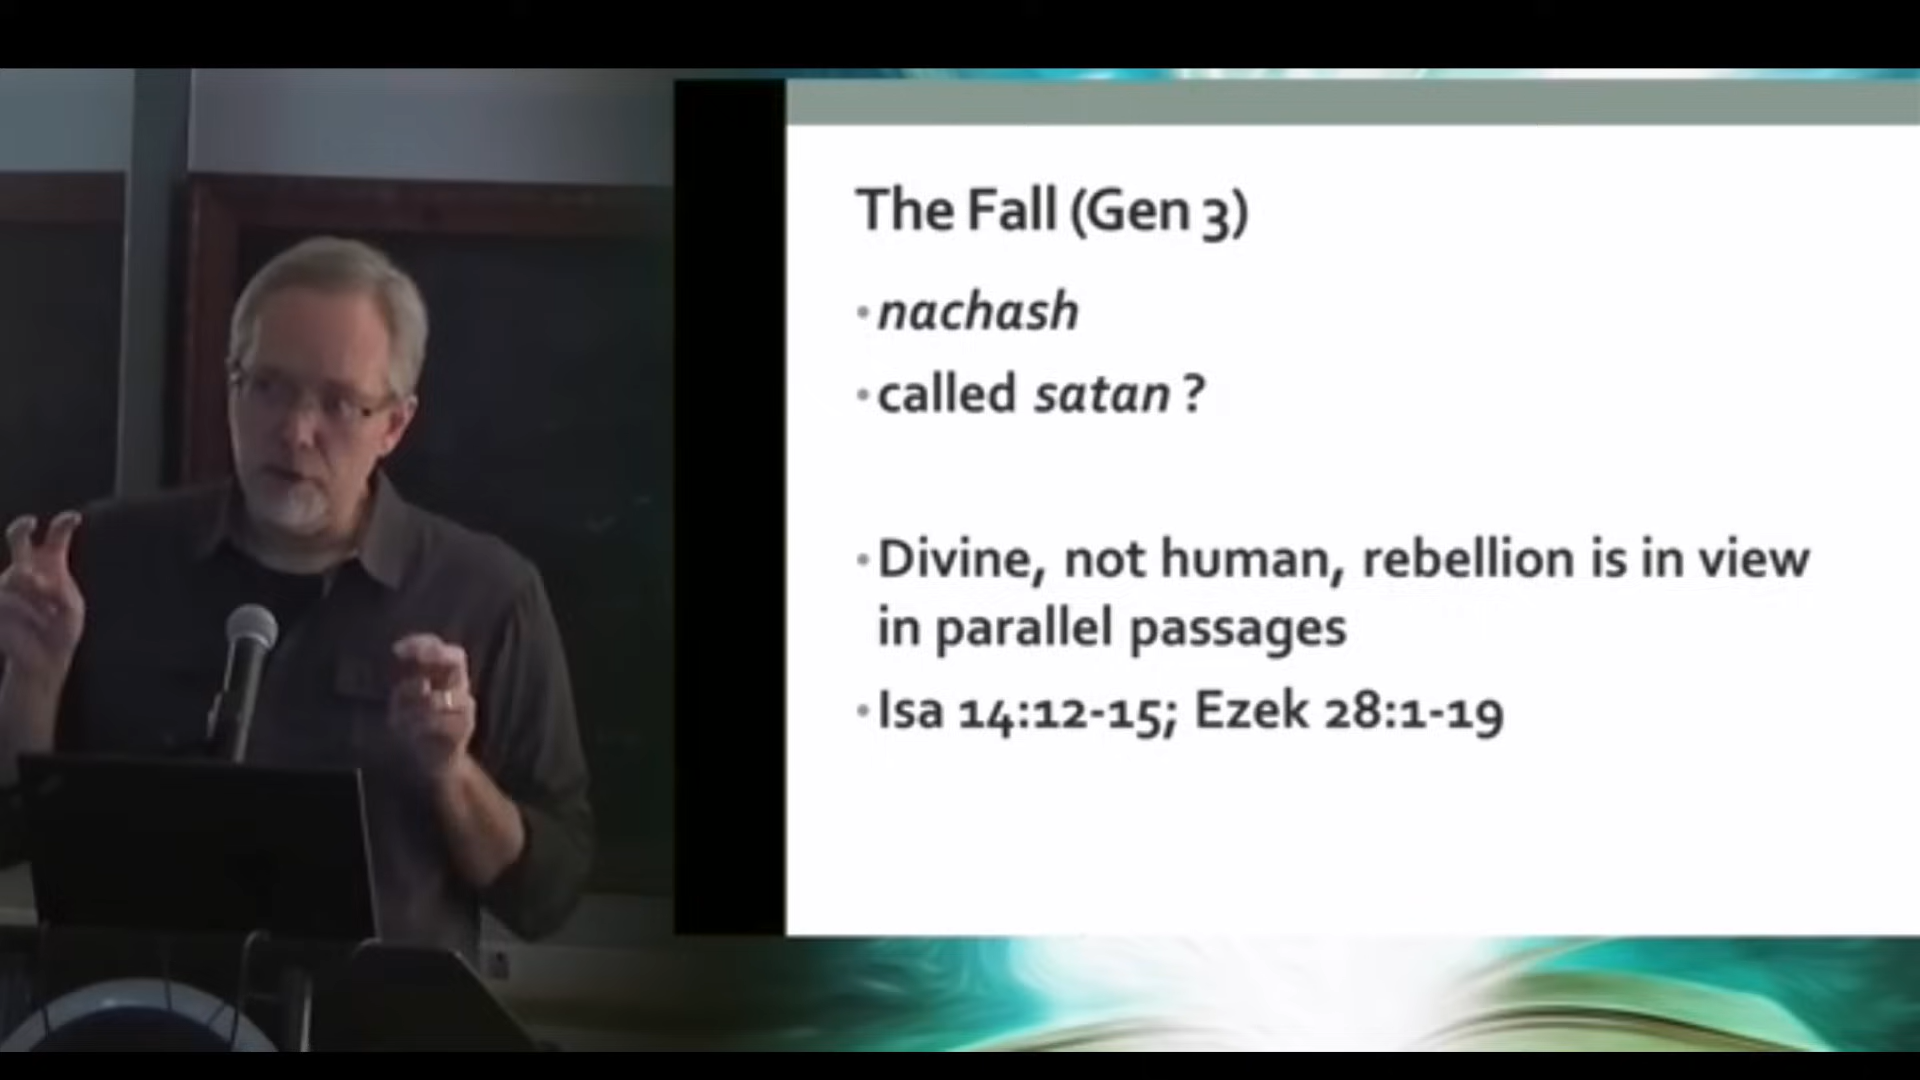 The Fall (Gen 3)
• nachash
• called satan ?
• Divine, not human, rebellion is in view
in parallel passages
• Isa 14:12-15; Ezek 28:1-19